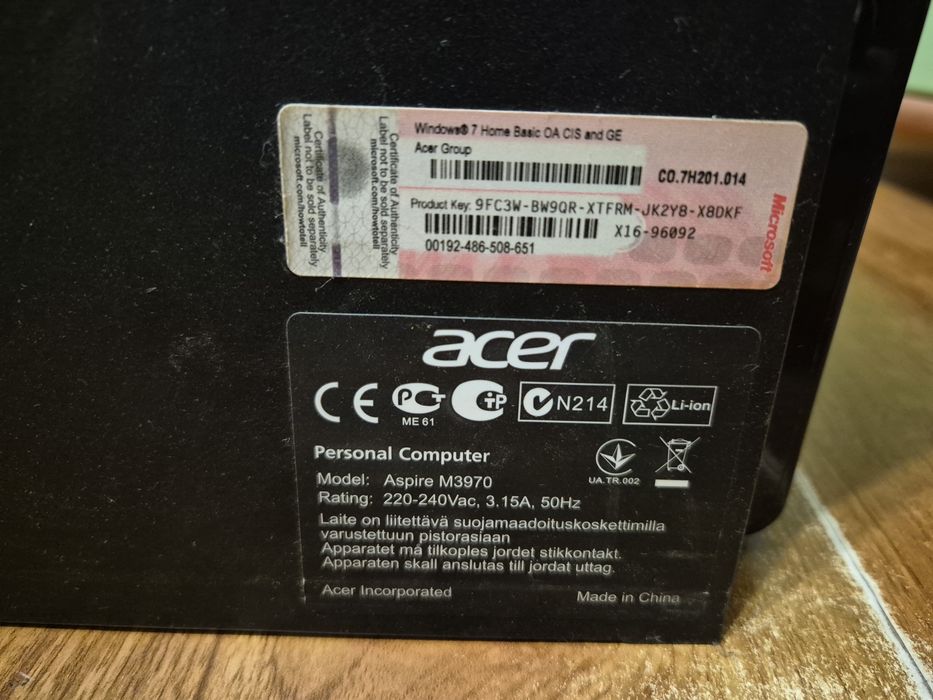 Certificate of Authenticity
Label not to be sold separately
microsoft.com/howtotell
Certificate of Authenticity
Label not to be sold separately
microsoft.com/howtotell
Windows® 7 Home Basic OA CIS and GE
Acer Group
CO.7H201.014
Product Key: 9FC3W-BW9QR-XTFRM-JK2Y8-X8DKF
X16-96092
00192-486-508-651
Microsoft
acer
CE
PCT
ME 61
N214
Li-ion
Personal Computer
UA.TR.002
Model: Aspire M3970
Rating: 220-240Vac, 3.15A, 50Hz
Laite on liitettävä suojamaadoituskoskettimilla
varustettuun pistorasiaan
Apparatet må tilkoples jordet stikkontakt.
Apparaten skall anslutas till jordat uttag.
Acer Incorporated
Made in China